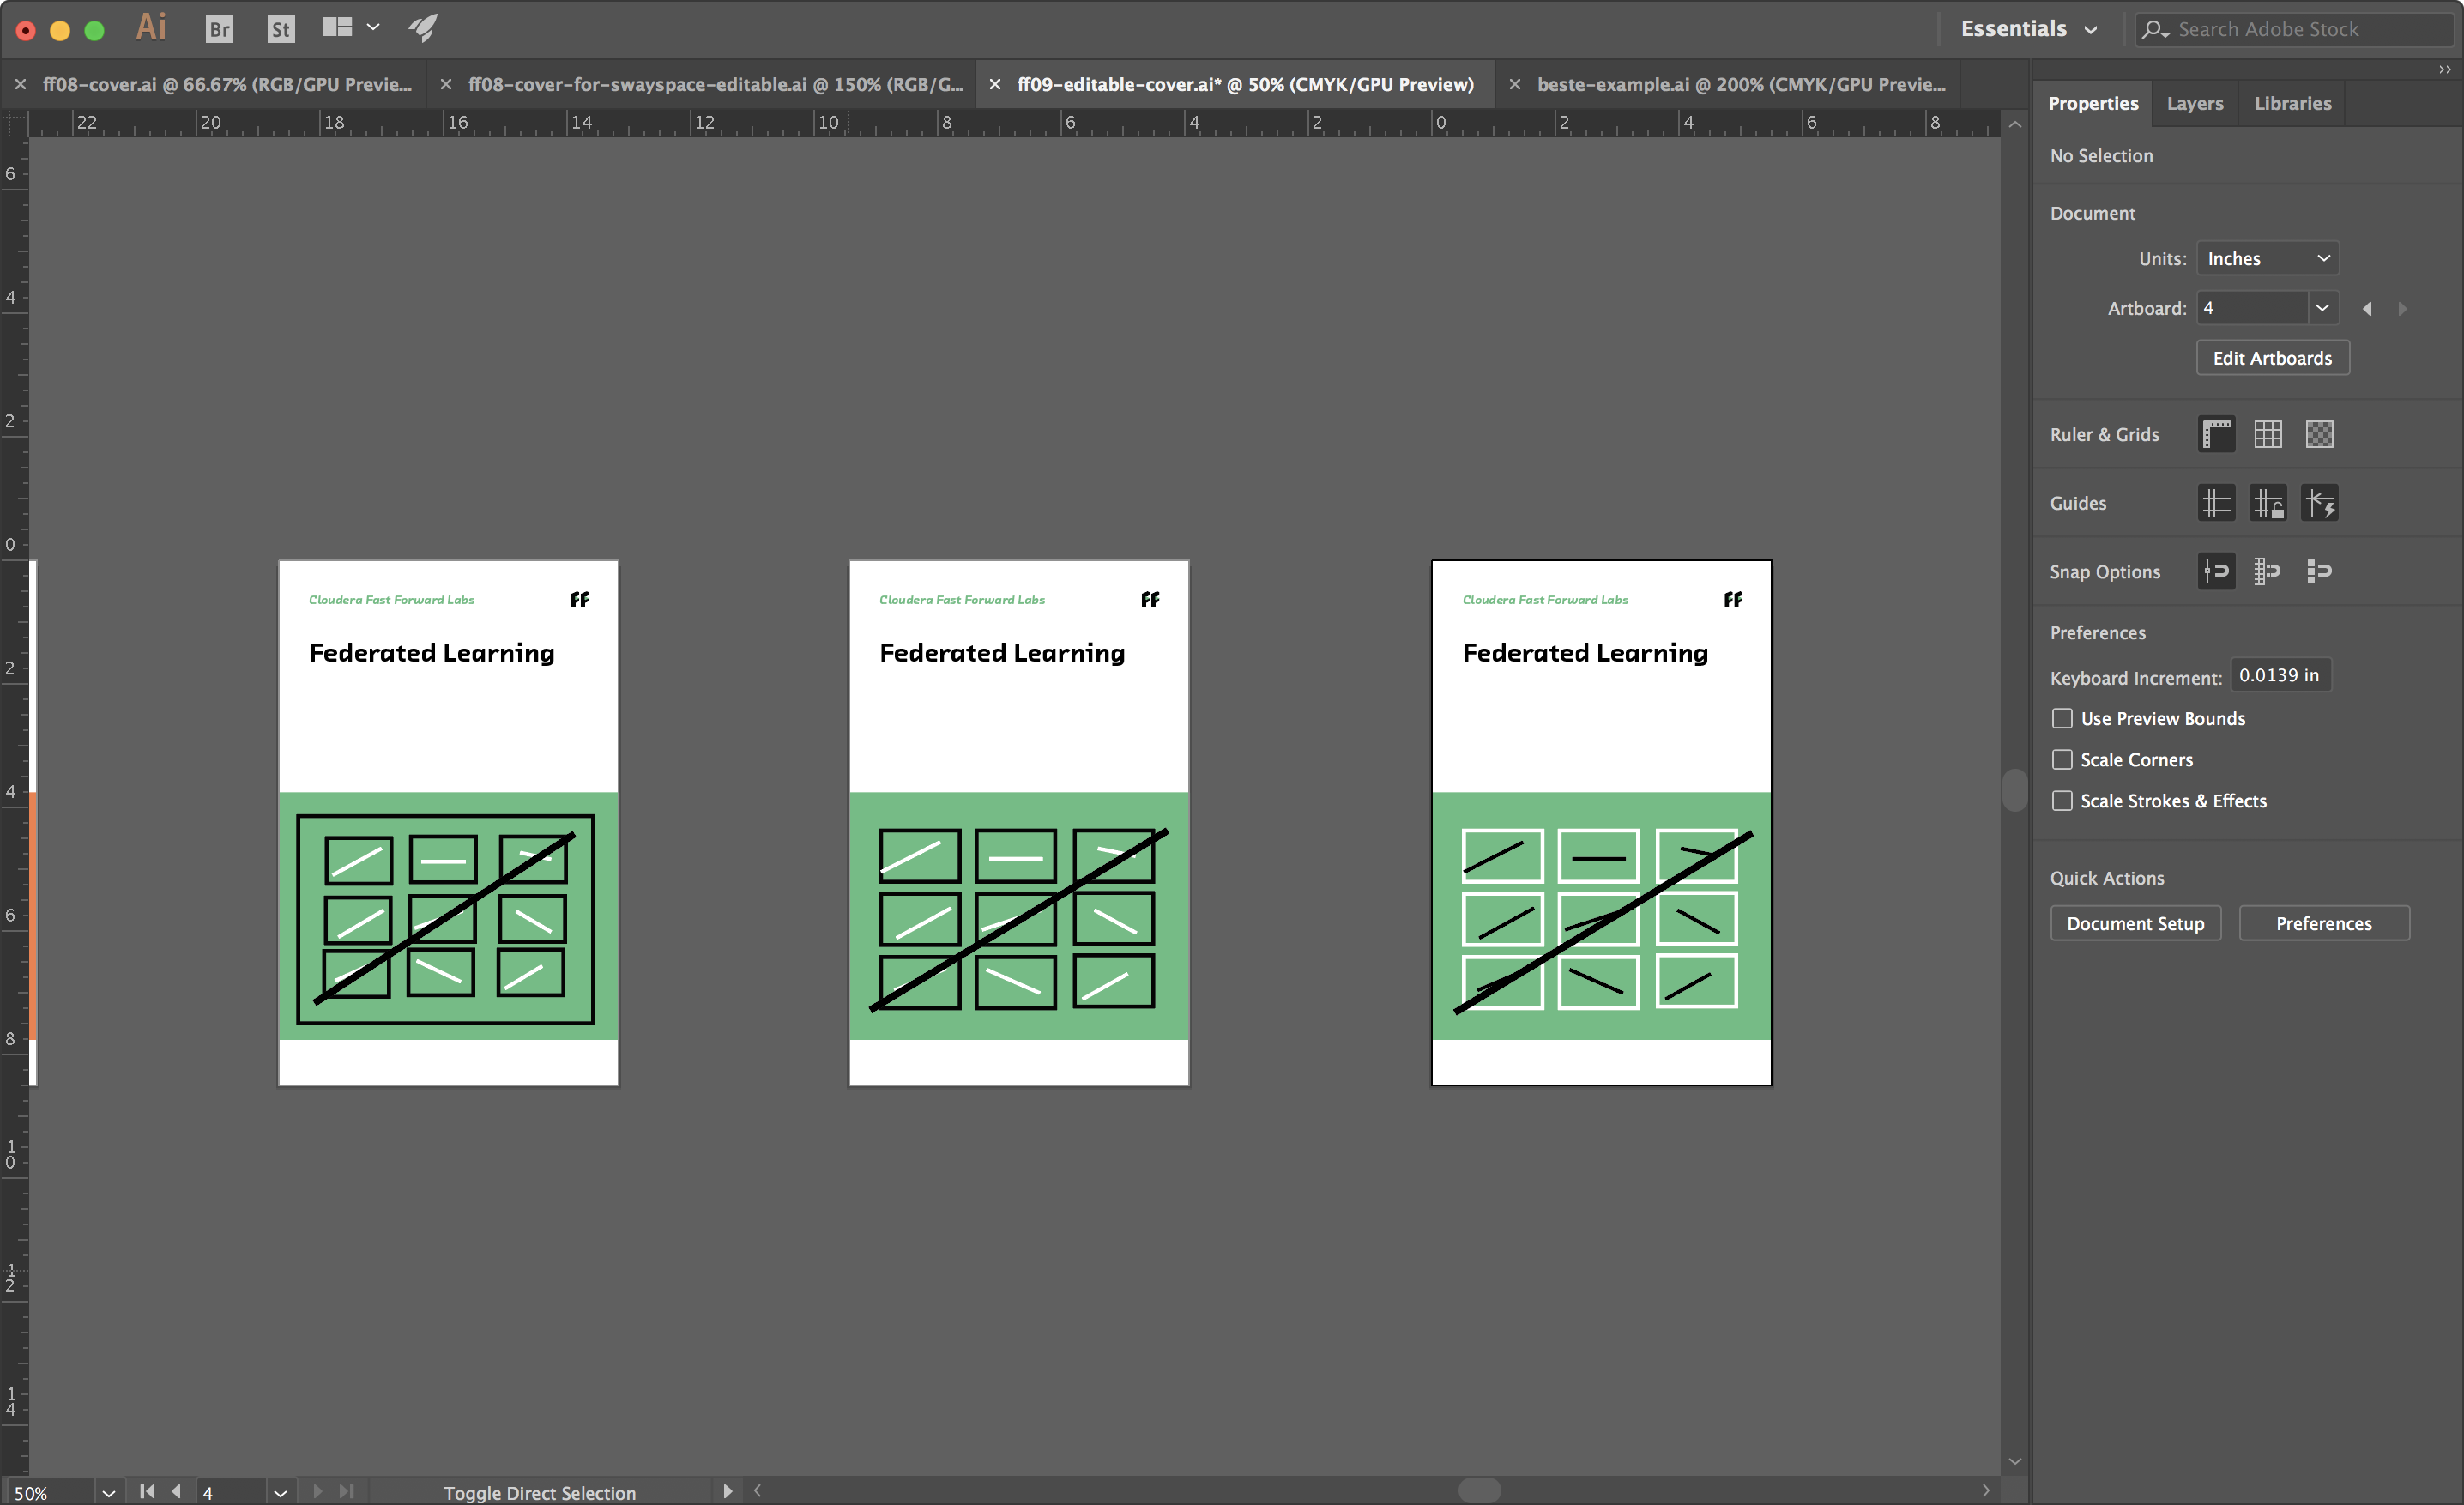 Ai Br St Essentials Search Adobe Stock
ff08-cover.ai @ 66.67% (RGB/GPU Previe... ff08-cover-for-swayspace-editable.ai @ 150% (RGB/G... ff09-editable-cover.ai* @ 50% (CMYK/GPU Preview) beste-example.ai @ 200% (CMYK/GPU Previe...
22 20 18 16 14 12 10 8 6 4 2 0 2 4 6 8
6
4
2
0
2
4
6
8
10
12
14
Cloudera Fast Forward Labs FF
Federated Learning
Cloudera Fast Forward Labs FF
Federated Learning
Cloudera Fast Forward Labs FF
Federated Learning
Properties Layers Libraries
No Selection
Document
Units: Inches
Artboard: 4
Edit Artboards
Ruler & Grids
Guides
Snap Options
Preferences
Keyboard Increment: 0.0139 in
Use Preview Bounds
Scale Corners
Scale Strokes & Effects
Quick Actions
Document Setup Preferences
50% 4 Toggle Direct Selection